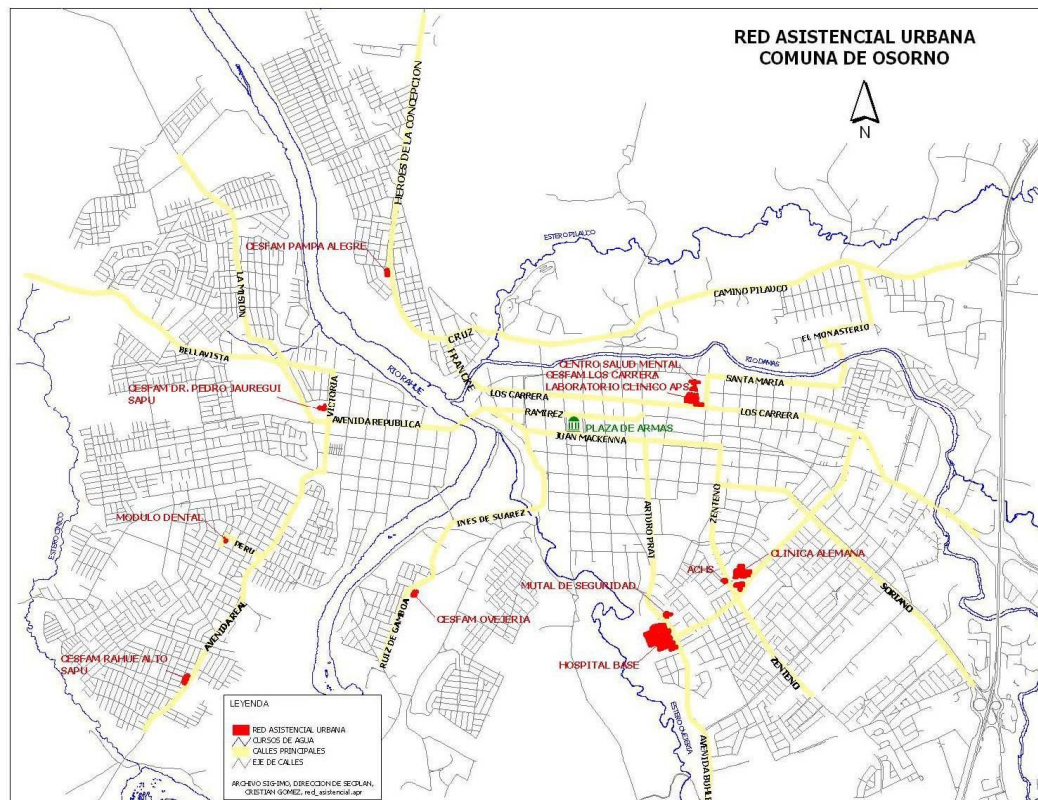 RED ASISTENCIAL URBANA
COMUNA DE OSORNO
N
HEROES DE LA CONCEPCION
ESTERO PILAUCO
CESFAM PAMPA ALEGRE
LA MISION
CAMINO PILAUCO
CRUZ
EL MONASTERIO
FRANCKE
BELLAVISTA
RIO RAHUE
RIO DAMAS
CENTRO SALUD MENTAL
CESFAM LOS CARRERA
LABORATORIO CLINICO APS
SANTA MARIA
CESFAM DR. PEDRO JAUREGUI
SAPU
VICTORIA
LOS CARRERA
LOS CARRERA
RAMIREZ
AVENIDA REPUBLICA
PLAZA DE ARMAS
JUAN MACKENNA
ZENTENO
ARTURO PRAT
INES DE SUAREZ
MODULO DENTAL
PERU
CLINICA ALEMANA
ACHS
MUTAL DE SEGURIDAD
SORIANO
AVENIDA REAL
RUIZ DE GAMBOA
CESFAM OVEJERIA
CESFAM RAHUE ALTO
SAPU
HOSPITAL BASE
ZENTENO
AVENIDA BUHLE
LEYENDA
RED ASISTENCIAL URBANA
CURSOS DE AGUA
CALLES PRINCIPALES
EJE DE CALLES
ARCHIVO SIG-IMO, DIRECCION DE SECPLAN,
CRISTIAN GOMEZ, red_asistencial.apr